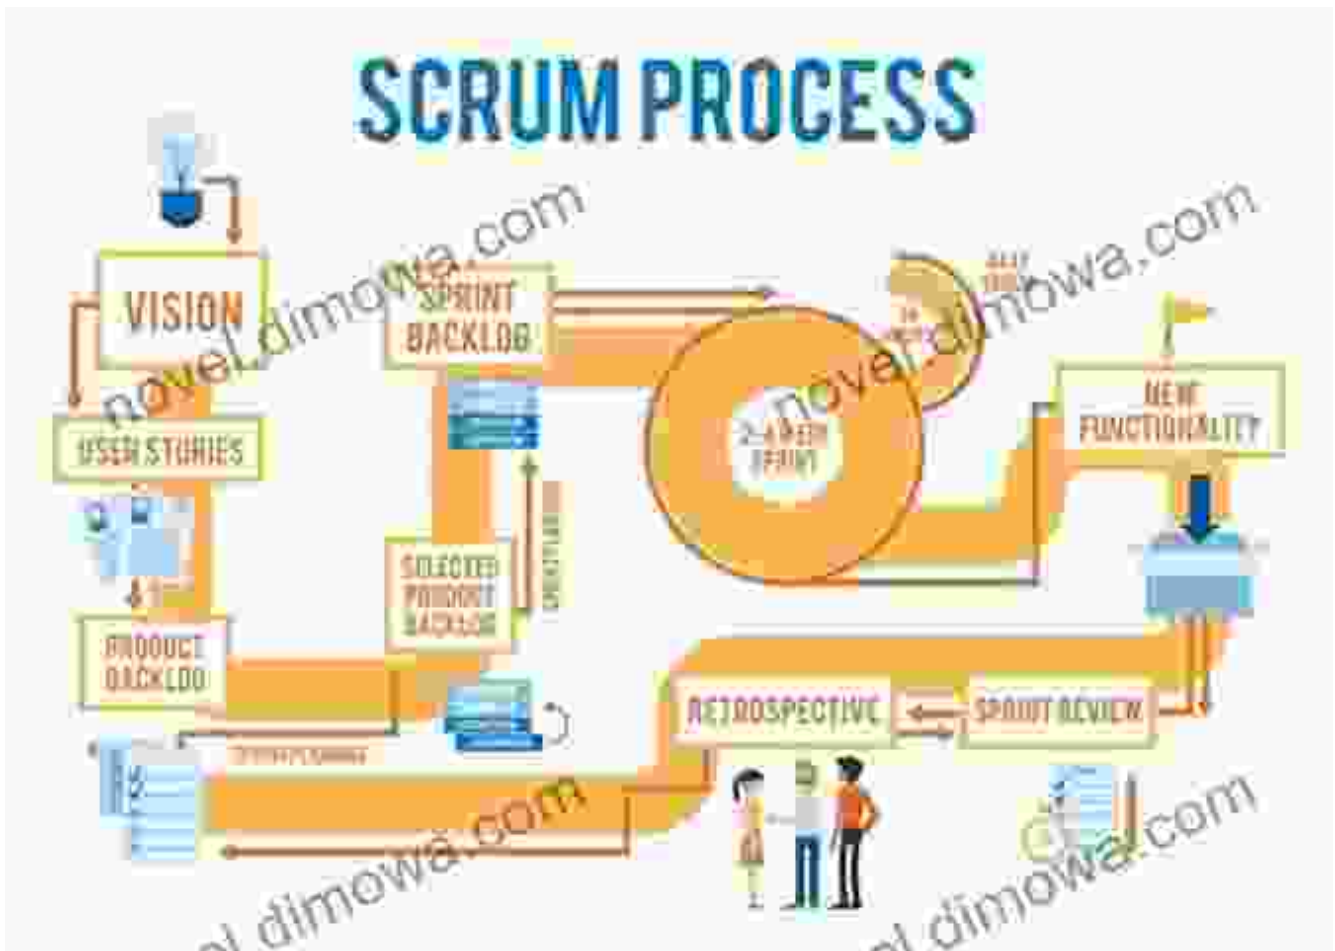 SCRUM PROCESS
VISION
USER STORIES
PRODUCT
BACKLOG
SPRINT
BACKLOG
SELECTED
PRODUCT
BACKLOG
SPRINT
NEW
FUNCTIONALITY
RETROSPECTIVE
SPRINT REVIEW
novel.dimowa.com
novel.dimowa.com
novel.dimowa.com
novel.dimowa.com